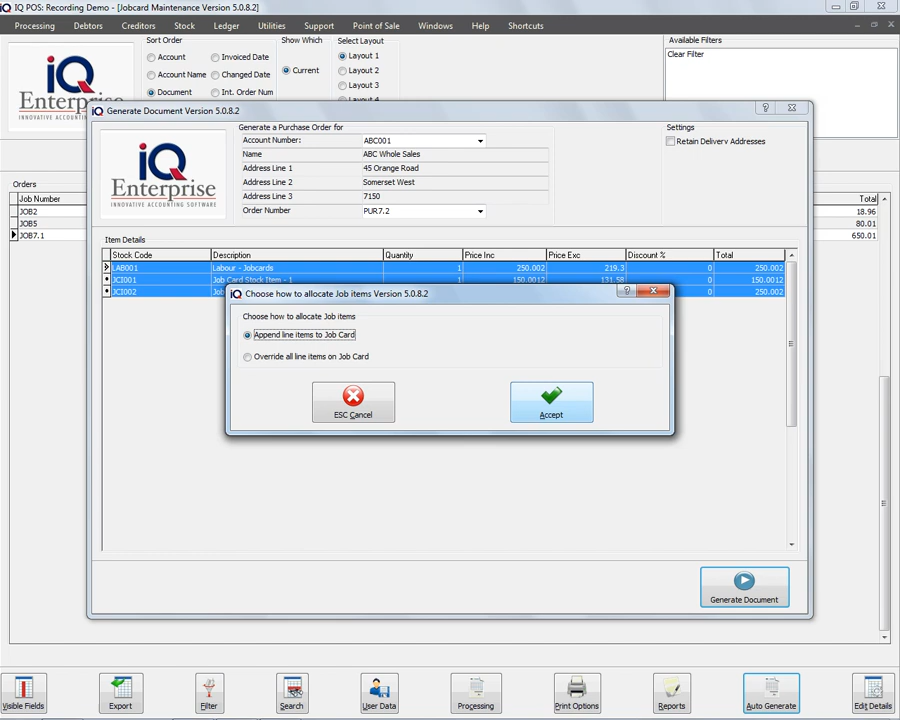 IQ POS: Recording Demo - [Jobcard Maintenance Version 5.0.8.2]
Processing Debtors Creditors Stock Ledger Utilities Support Point of Sale Windows Help Shortcuts
iQ
Enterprise
INNOVATIVE ACCOUNTING
Sort Order
Account
Invoiced Date
Account Name
Changed Date
Document
Int. Order Num
Show Which
Current
Select Layout
Layout 1
Layout 2
Layout 3
Layout 4
Available Filters
Clear Filter
Orders
Job Number
Total
JOB2 18.96
JOB5 80.01
JOB7.1 650.01
Generate Document Version 5.0.8.2
iQ
Enterprise
INNOVATIVE ACCOUNTING SOFTWARE
Generate a Purchase Order for
Account Number: ABC001
Name ABC Whole Sales
Address Line 1 45 Orange Road
Address Line 2 Somerset West
Address Line 3 7150
Order Number PUR7.2
Settings
Retain Delivery Addresses
Item Details
Stock Code Description Quantity Price Inc Price Exc Discount % Total
LAB001 Labour - Jobcards 1 250.002 219.3 0 250.002
JCI001 Job Card Stock Item - 1 1 150.0012 131.58 0 150.0012
JCI002 Job 0 250.002
Choose how to allocate Job items Version 5.0.8.2
Choose how to allocate Job items
Append line items to Job Card
Override all line items on Job Card
ESC Cancel
Accept
Generate Document
Visible Fields Export Filter Search User Data Processing Print Options Reports Auto Generate Edit Details